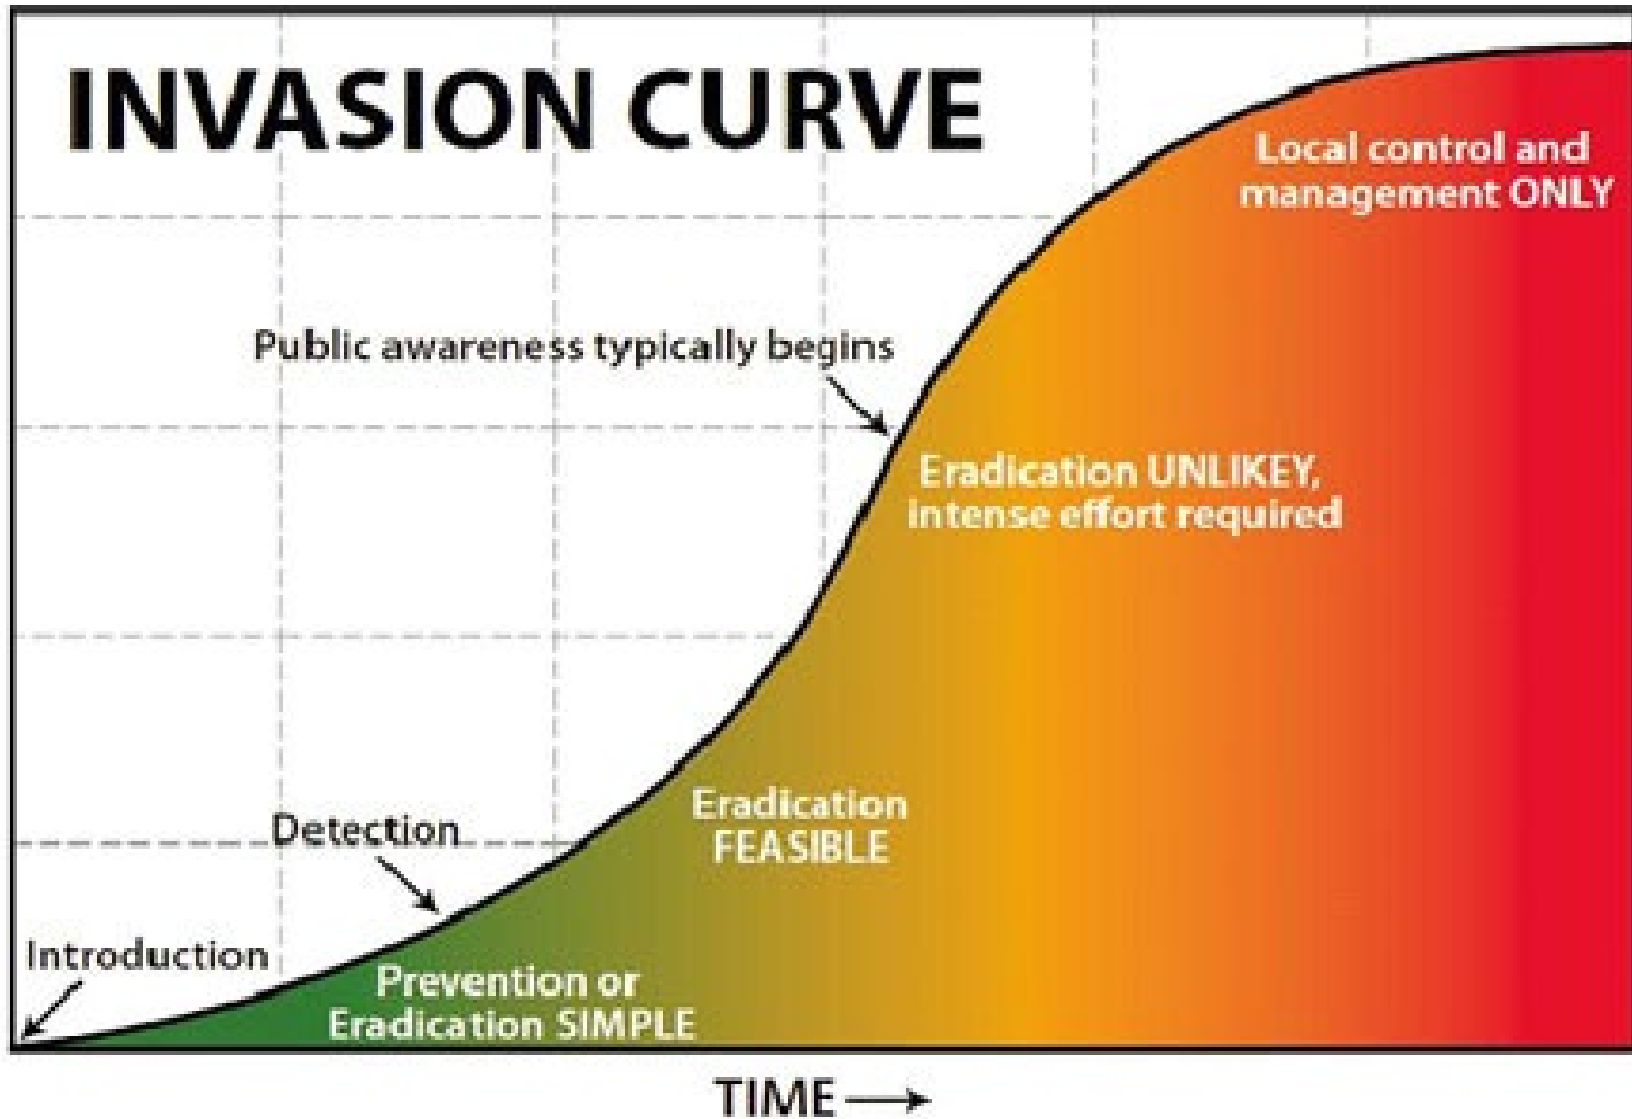 INVASION CURVE
Local control and
management ONLY
Public awareness typically begins
Eradication UNLIKEY,
intense effort required
Eradication
FEASIBLE
Detection
Introduction
Prevention or
Eradication SIMPLE
TIME →